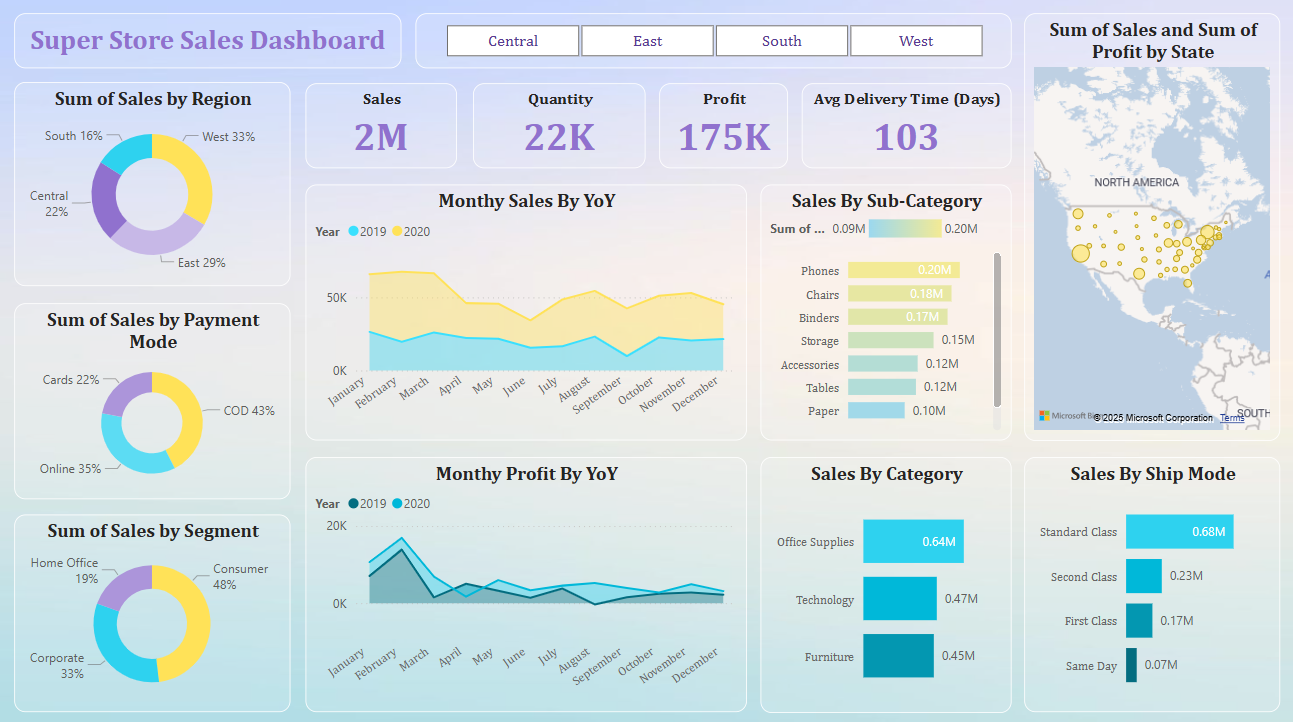 Super Store Sales Dashboard
Central
East
South
West
Sum of Sales and Sum of
Profit by State
Sum of Sales by Region
South 16%
West 33%
Central
22%
East 29%
Sales
2M
Quantity
22K
Profit
175K
Avg Delivery Time (Days)
103
NORTH AMERICA
A
SOUTH
Microsoft B
©2025 Microsoft Corporation
Terms
Monthy Sales By YoY
Year 2019 2020
50K
0K
January
February
March
April
May
June
July
August
September
October
November
December
Sales By Sub-Category
Sum of ... 0.09M 0.20M
Phones 0.20M
Chairs 0.18M
Binders 0.17M
Storage 0.15M
Accessories 0.12M
Tables 0.12M
Paper 0.10M
Sum of Sales by Payment
Mode
Cards 22%
COD 43%
Online 35%
Monthy Profit By YoY
Year 2019 2020
20K
0K
January
February
March
April
May
June
July
August
September
October
November
December
Sales By Category
Office Supplies 0.64M
Technology 0.47M
Furniture 0.45M
Sales By Ship Mode
Standard Class 0.68M
Second Class 0.23M
First Class 0.17M
Same Day 0.07M
Sum of Sales by Segment
Home Office
19%
Consumer
48%
Corporate
33%